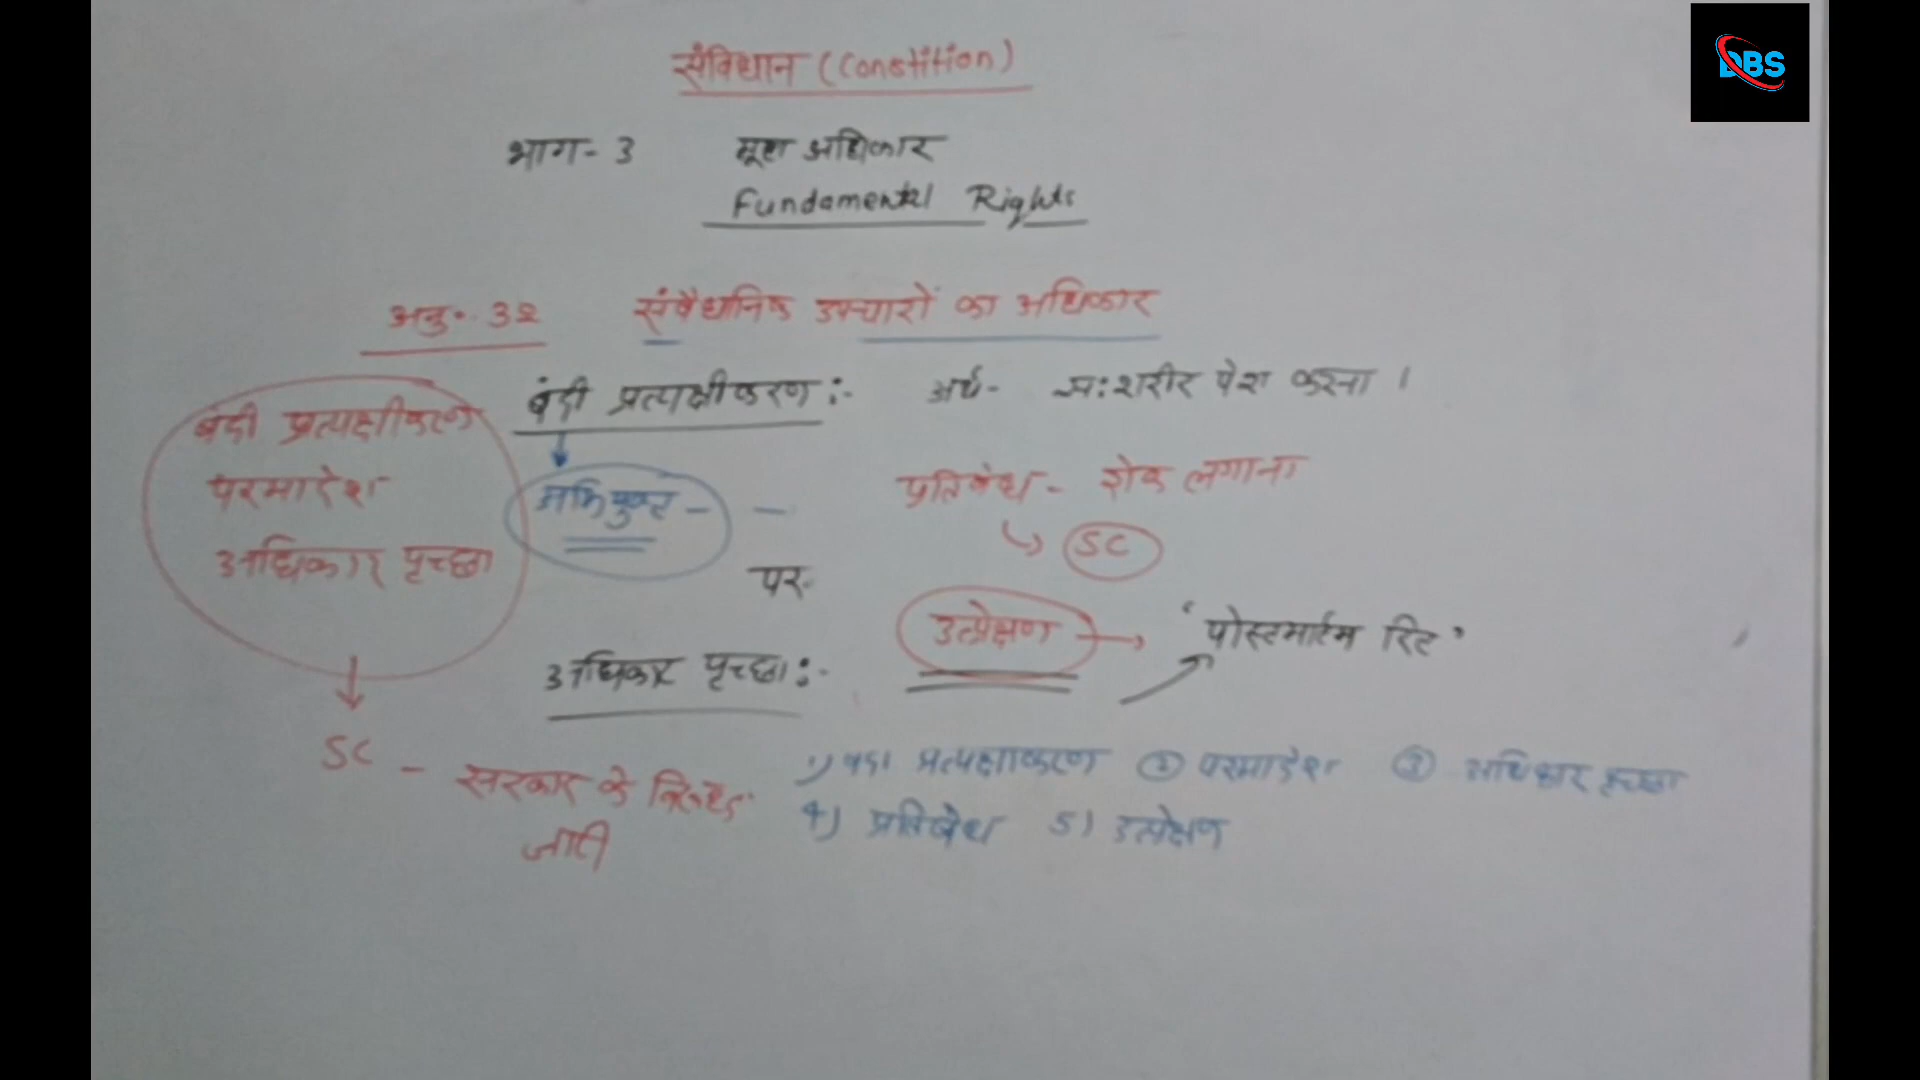 DBS
संविधान (Constition)
भाग- 3 मूल अधिकार
Fundamental Rights
अनु॰ 32 संवैधानिक उपचारों का अधिकार
बंदी प्रत्यक्षीकरण :- अर्थ- स:शरीर पेश करना ।
बंदी प्रत्यक्षीकरण
परमादेश
अधिकार पृच्छा
अभियुक्त -
प्रतिषेध - रोक लगाना
SC
पर
उत्प्रेक्षण → 'पोस्टमार्टम रिट'
अधिकार पृच्छा :-
SC - सरकार के विरुद्ध
जारी
1) बंदी प्रत्यक्षीकरण ② परमादेश ③ अधिकार पृच्छा
4) प्रतिषेध 5) उत्प्रेक्षण